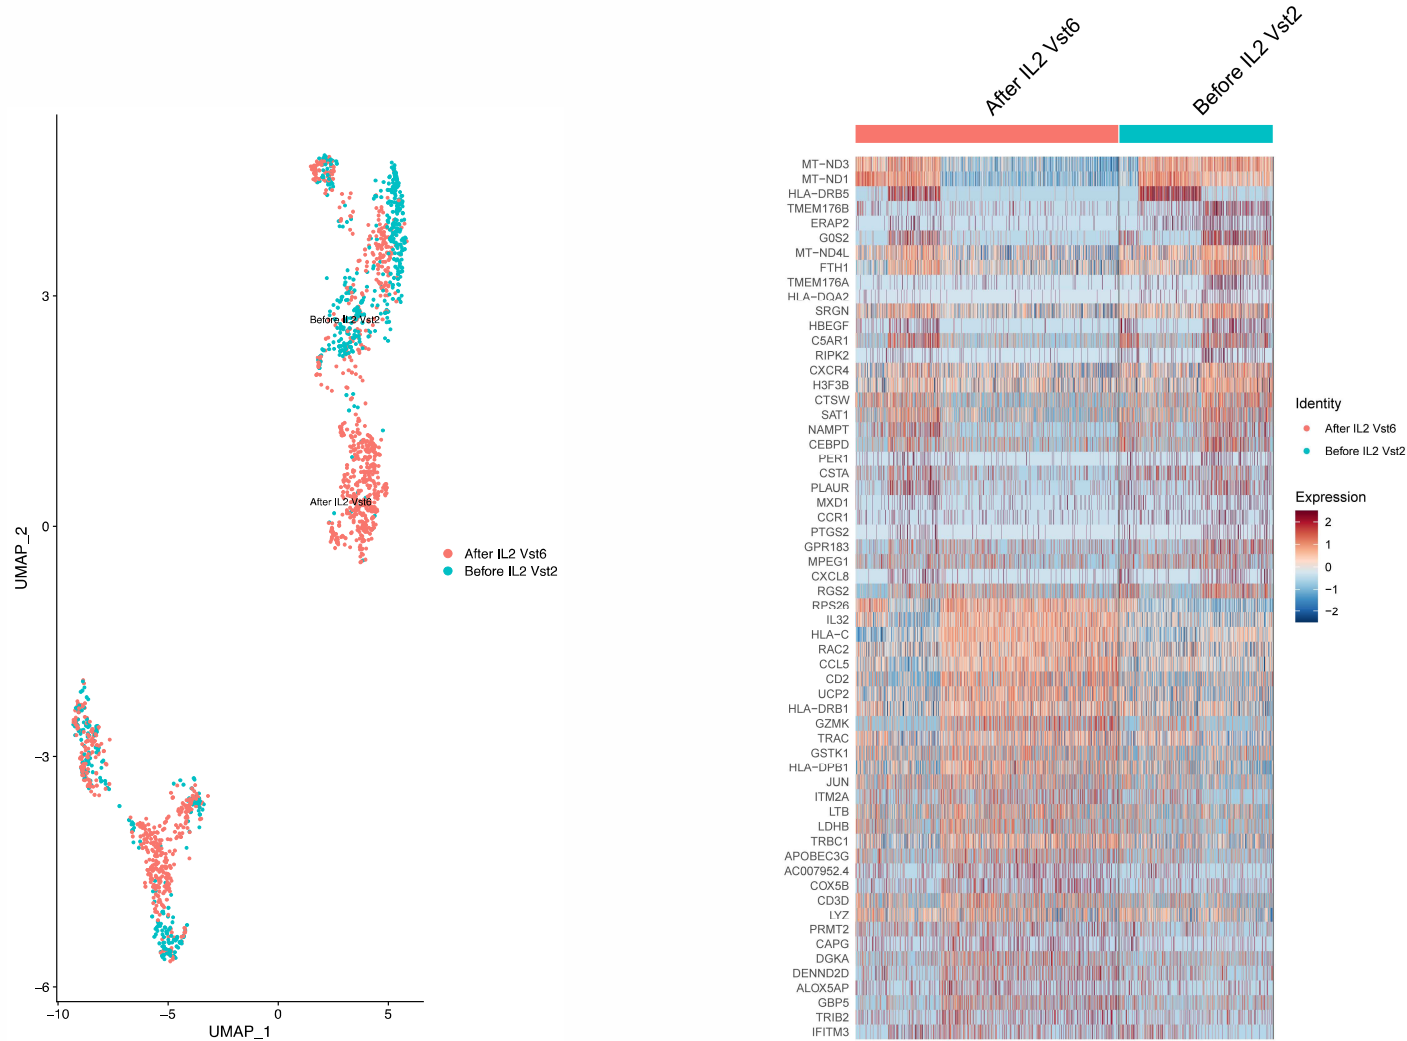 After IL2 Vst6
Before IL2 Vst2
UMAP_2
3
0
−3
−6
−10
−5
0
5
UMAP_1
Before IL2 Vst2
After IL2 Vst6
After IL2 Vst6
Before IL2 Vst2
MT−ND3
MT−ND1
HLA−DRB5
TMEM176B
ERAP2
G0S2
MT−ND4L
FTH1
TMEM176A
HLA−DQA2
SRGN
HBEGF
C5AR1
RIPK2
CXCR4
H3F3B
CTSW
SAT1
NAMPT
CEBPD
PER1
CSTA
PLAUR
MXD1
CCR1
PTGS2
GPR183
MPEG1
CXCL8
RGS2
RPS26
IL32
HLA−C
RAC2
CCL5
CD2
UCP2
HLA−DRB1
GZMK
TRAC
GSTK1
HLA−DPB1
JUN
ITM2A
LTB
LDHB
TRBC1
APOBEC3G
AC007952.4
COX5B
CD3D
LYZ
PRMT2
CAPG
DGKA
DENND2D
ALOX5AP
GBP5
TRIB2
IFITM3
Identity
After IL2 Vst6
Before IL2 Vst2
Expression
2
1
0
−1
−2